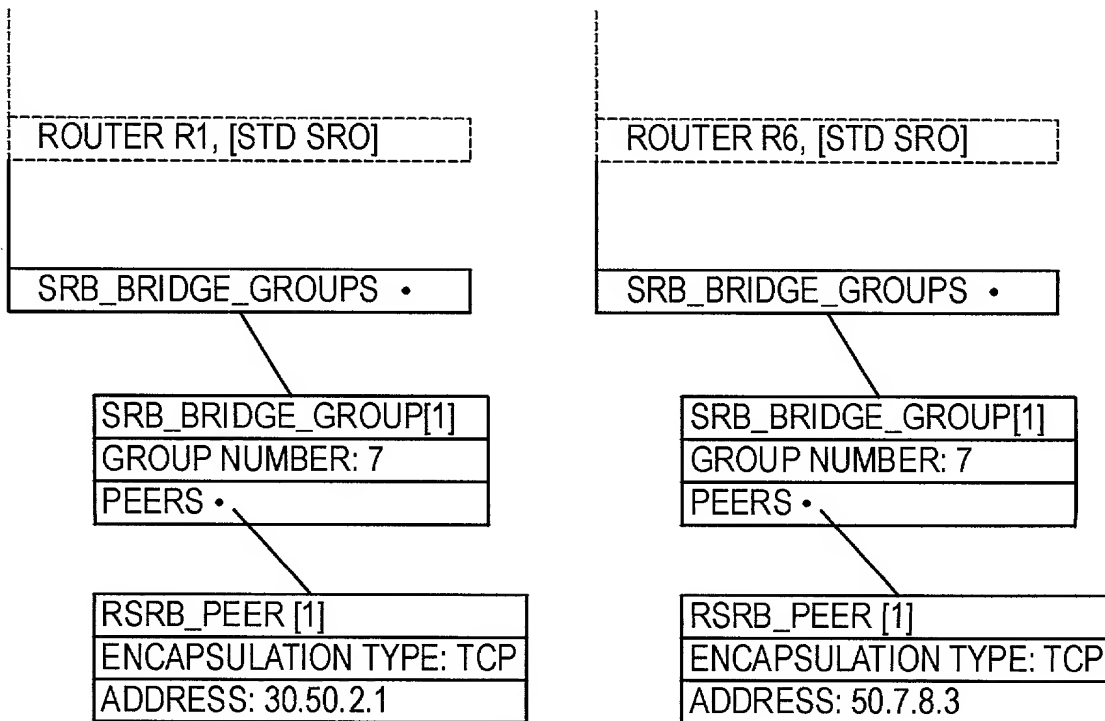 ROUTER R1, [STD SRO]
SRB_BRIDGE_GROUPS •
SRB_BRIDGE_GROUP[1]
GROUP NUMBER: 7
PEERS •
RSRB_PEER [1]
ENCAPSULATION TYPE: TCP
ADDRESS: 30.50.2.1
ROUTER R6, [STD SRO]
SRB_BRIDGE_GROUPS •
SRB_BRIDGE_GROUP[1]
GROUP NUMBER: 7
PEERS •
RSRB_PEER [1]
ENCAPSULATION TYPE: TCP
ADDRESS: 50.7.8.3